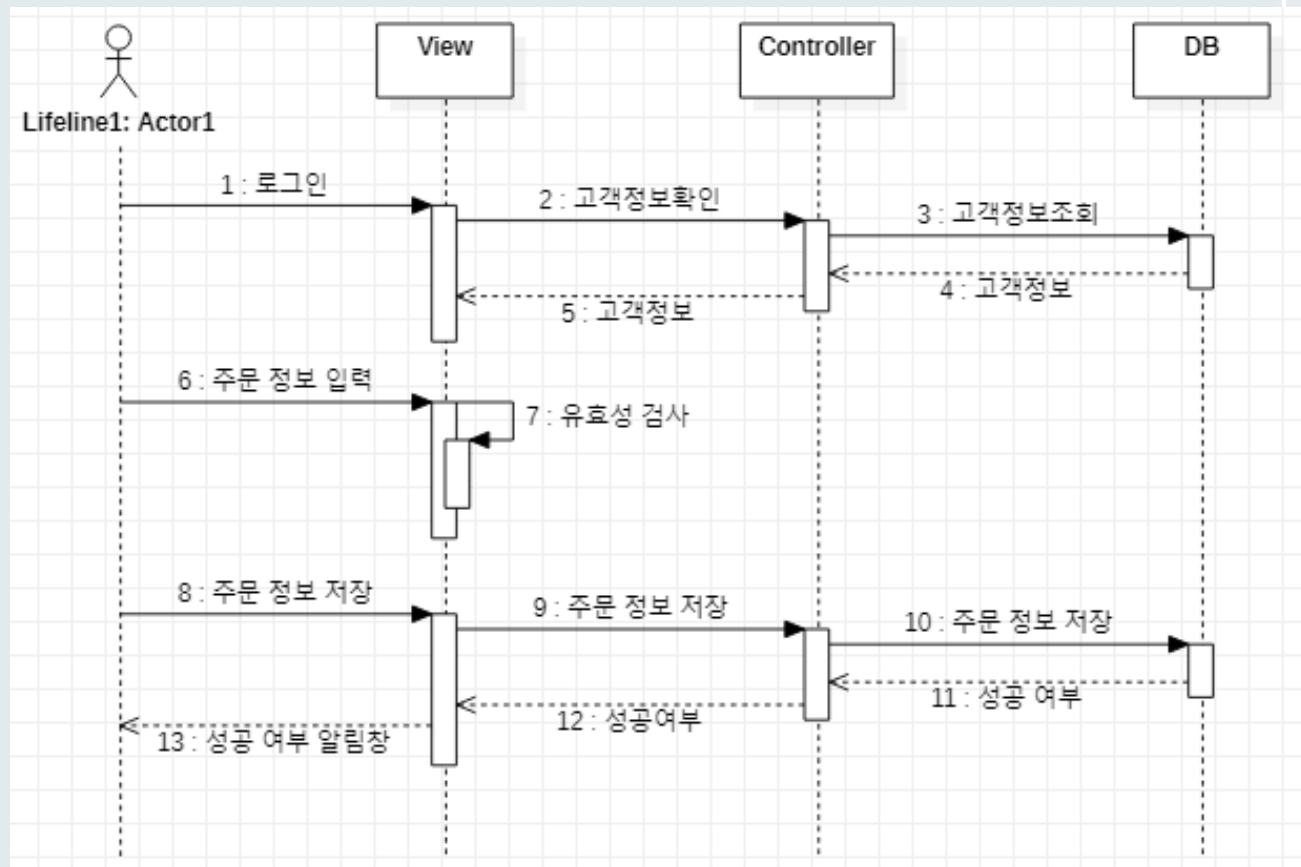 View
Controller
DB
Lifeline1: Actor1
1 : 로그인
2 : 고객정보확인
3 : 고객정보조회
4 : 고객정보
5 : 고객정보
6 : 주문 정보 입력
7 : 유효성 검사
8 : 주문 정보 저장
9 : 주문 정보 저장
10 : 주문 정보 저장
11 : 성공 여부
12 : 성공여부
13 : 성공 여부 알림창